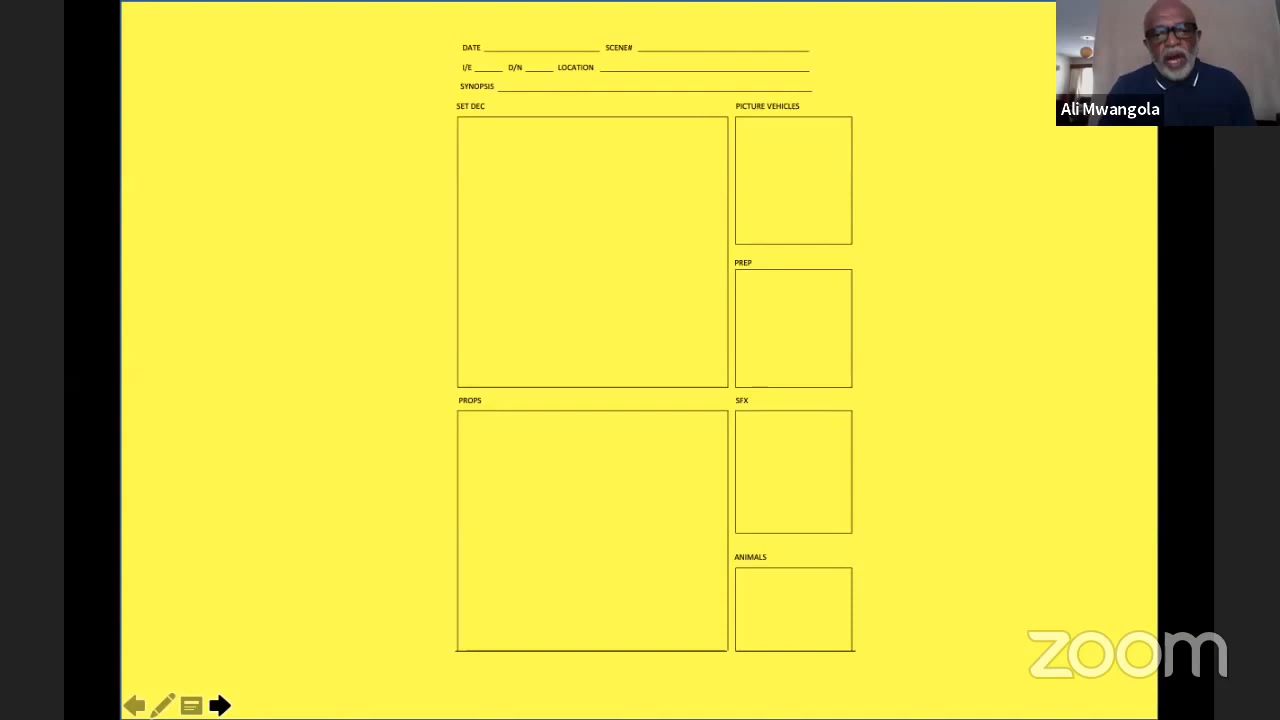 DATE SCENE#
I/E D/N LOCATION
SYNOPSIS
SET DEC PICTURE VEHICLES
PREP
PROPS SFX
ANIMALS
Ali Mwangola
zoom